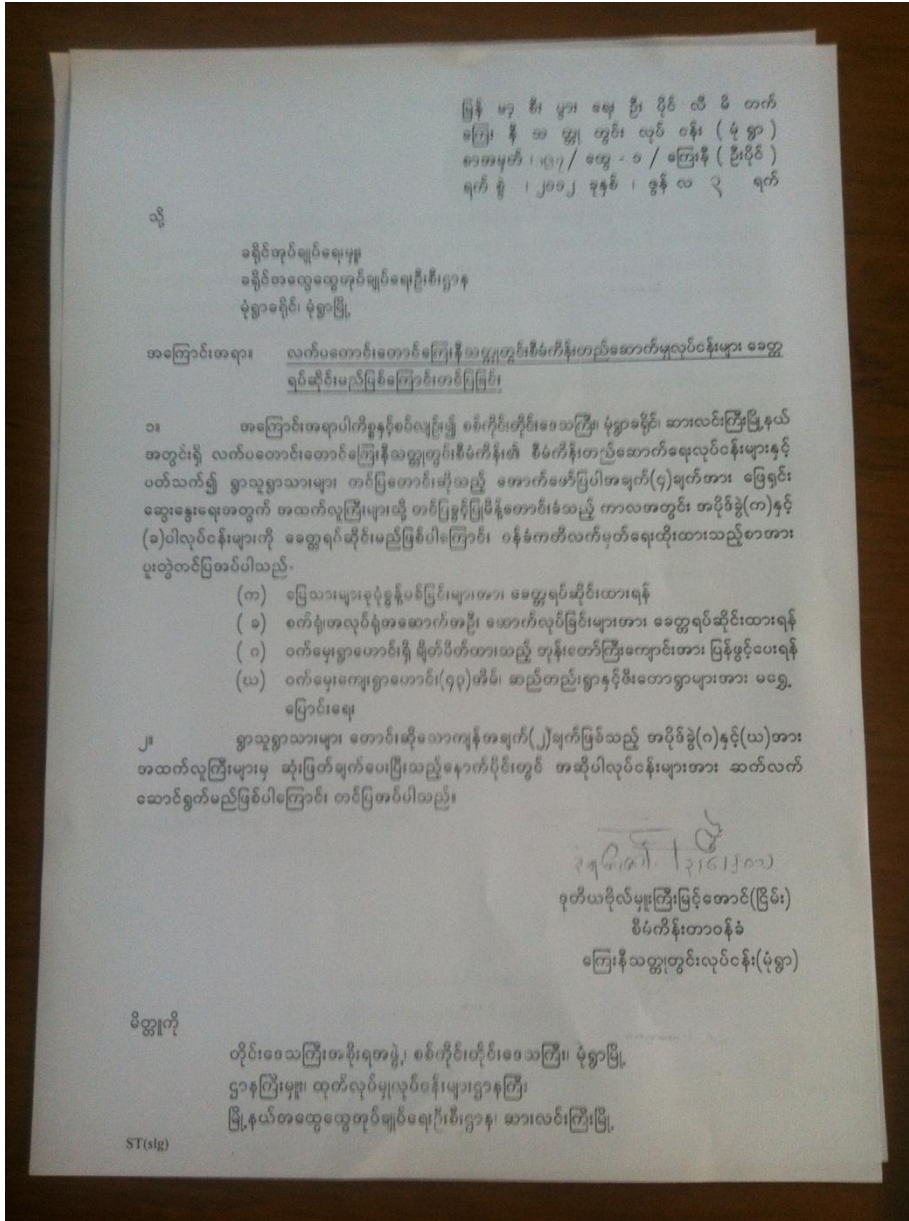 မြန် မာ့ စီး ပွား ရေး ဦး ပိုင် လီ မိ တက်
ကြေး နီ သ တ္တု တွင်း လုပ် ငန်း ( မုံ ရွာ )
စာအမှတ် ၊ / ထွေ - ၁ / ကြေးနီ ( ဦးပိုင် )
ရက် စွဲ ၊ ၂၀၁၂ ခုနှစ် ၊ ဇွန် လ ၃ ရက်
သို့
ခရိုင်အုပ်ချုပ်ရေးမှူး
ခရိုင်အထွေထွေအုပ်ချုပ်ရေးဦးစီးဌာန
မုံရွာခရိုင်၊ မုံရွာမြို့
အကြောင်းအရာ။ လက်ပတောင်းတောင်ကြေးနီသတ္တုတွင်းစီမံကိန်းတည်ဆောက်မှုလုပ်ငန်းများ ခေတ္တ
ရပ်ဆိုင်းမည်ဖြစ်ကြောင်းတင်ပြခြင်း
၁။ အကြောင်းအရာပါကိစ္စနှင့်စပ်လျဉ်း၍ စစ်ကိုင်းတိုင်းဒေသကြီး၊ မုံရွာခရိုင်၊ ဆားလင်းကြီးမြို့နယ်
အတွင်းရှိ လက်ပတောင်းတောင်ကြေးနီသတ္တုတွင်းစီမံကိန်း၏ စီမံကိန်းတည်ဆောက်ရေးလုပ်ငန်းများနှင့်
ပတ်သက်၍ ရွာသူရွာသားများ တင်ပြတောင်းဆိုသည့် အောက်ဖော်ပြပါအချက်(၄)ချက်အား ဖြေရှင်း
ဆွေးနွေးရေးအတွက် အထက်လူကြီးများသို့ တင်ပြခွင့်ပြုမိန့်တောင်းခံသည့် ကာလအတွင်း အပိုဒ်ခွဲ(က)နှင့်
(ခ)ပါလုပ်ငန်းများကို ခေတ္တရပ်ဆိုင်းမည်ဖြစ်ပါကြောင်း ဝန်ခံကတိလက်မှတ်ရေးထိုးထားသည့်စာအား
ပူးတွဲတင်ပြအပ်ပါသည်-
(က) မြေသားများစုပုံစွန့်ပစ်ခြင်းများအား ခေတ္တရပ်ဆိုင်းထားရန်
( ခ ) စက်ရုံ၊အလုပ်ရုံအဆောက်အဦး ဆောက်လုပ်ခြင်းများအား ခေတ္တရပ်ဆိုင်းထားရန်
( ဂ ) ဝက်မှေးရွာဟောင်းရှိ ချိတ်ပိတ်ထားသည့် ဘုန်းတော်ကြီးကျောင်းအား ပြန်ဖွင့်ပေးရန်
(ဃ) ဝက်မှေးကျေးရွာဟောင်း(၄၃)အိမ်၊ ဆည်တည်းရွာနှင့်ဇီးတောရွာများအား မရွှေ့
ပြောင်းရေး
၂။ ရွာသူရွာသားများ တောင်းဆိုသောကျန်အချက်(၂)ချက်ဖြစ်သည့် အပိုဒ်ခွဲ(ဂ)နှင့်(ဃ)အား
အထက်လူကြီးများမှ ဆုံးဖြတ်ချက်ပေးပြီးသည့်နောက်ပိုင်းတွင် အဆိုပါလုပ်ငန်းများအား ဆက်လက်
ဆောင်ရွက်မည်ဖြစ်ပါကြောင်း တင်ပြအပ်ပါသည်။
ဒုတိယဗိုလ်မှူးကြီးမြင့်အောင်(ငြိမ်း)
စီမံကိန်းတာဝန်ခံ
ကြေးနီသတ္တုတွင်းလုပ်ငန်း(မုံရွာ)
မိတ္တူကို
တိုင်းဒေသကြီးအစိုးရအဖွဲ့၊ စစ်ကိုင်းတိုင်းဒေသကြီး၊ မုံရွာမြို့
ဌာနကြီးမှူး၊ ထုတ်လုပ်မှုလုပ်ငန်းများဌာနကြီး
မြို့နယ်အထွေထွေအုပ်ချုပ်ရေးဦးစီးဌာန၊ ဆားလင်းကြီးမြို့
ST(slg)